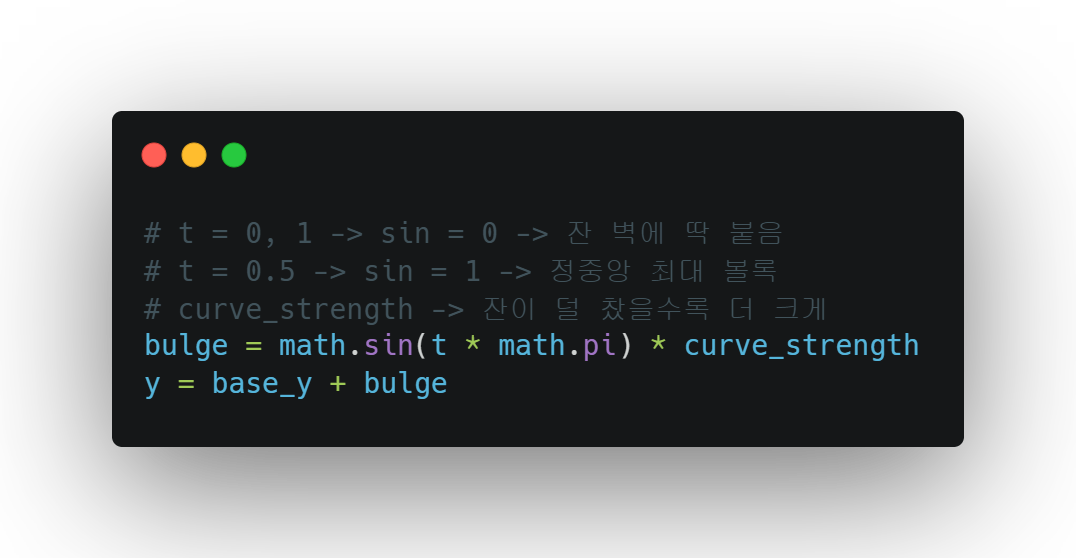 # t = 0, 1 -> sin = 0 -> 잔 벽에 딱 붙음
# t = 0.5 -> sin = 1 -> 정중앙 최대 볼록
# curve_strength -> 잔이 덜 찼을수록 더 크게
bulge = math.sin(t * math.pi) * curve_strength
y = base_y + bulge